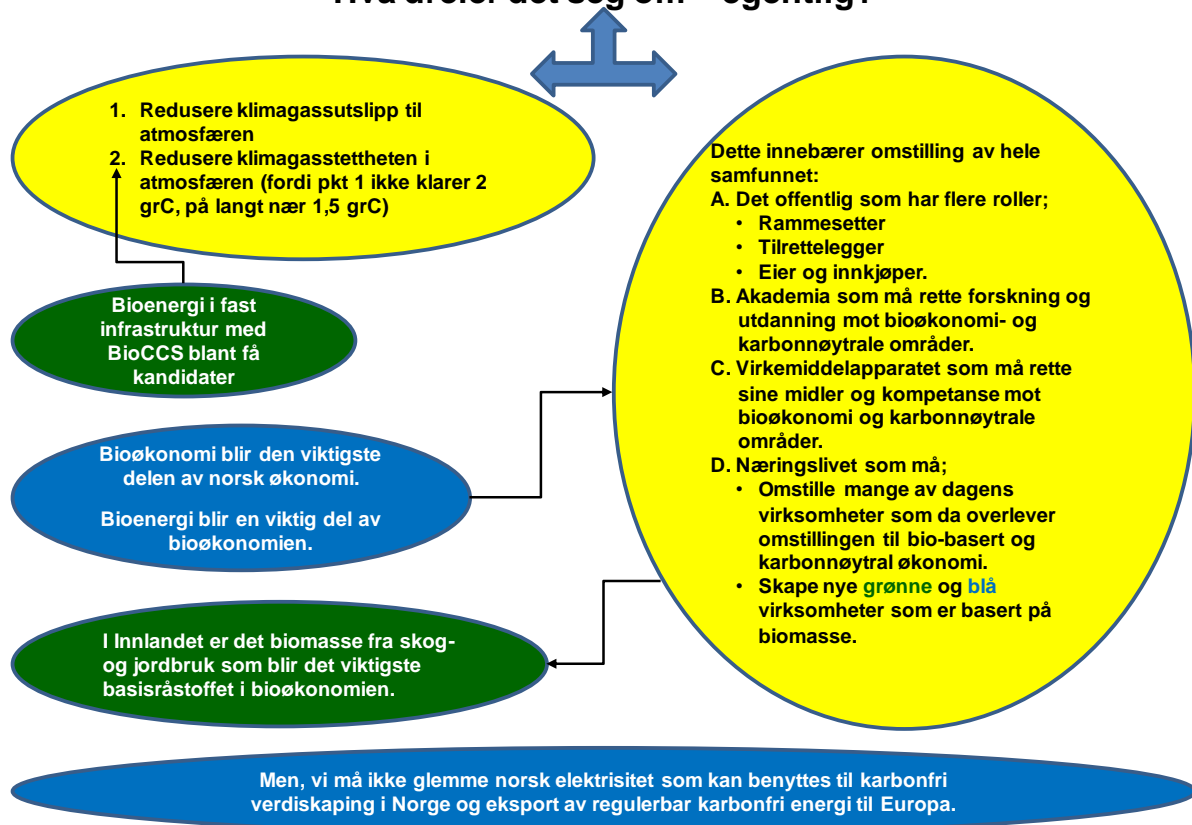 Hva dreier det seg om – egentlig?
1. Redusere klimagassutslipp til
atmosfæren
2. Redusere klimagasstettheten i
atmosfæren (fordi pkt 1 ikke klarer 2
grC, på langt nær 1,5 grC)
Bioenergi i fast
infrastruktur med
BioCCS blant få
kandidater
Bioøkonomi blir den viktigste
delen av norsk økonomi.
Bioenergi blir en viktig del av
bioøkonomien.
I Innlandet er det biomasse fra skog-
og jordbruk som blir det viktigste
basisråstoffet i bioøkonomien.
Dette innebærer omstilling av hele
samfunnet:
A. Det offentlig som har flere roller;
• Rammesetter
• Tilrettelegger
• Eier og innkjøper.
B. Akademia som må rette forskning og
utdanning mot bioøkonomi- og
karbonnøytrale områder.
C. Virkemiddelapparatet som må rette
sine midler og kompetanse mot
bioøkonomi og karbonnøytrale
områder.
D. Næringslivet som må;
• Omstille mange av dagens
virksomheter som da overlever
omstillingen til bio-basert og
karbonnøytral økonomi.
• Skape nye grønne og blå
virksomheter som er basert på
biomasse.
Men, vi må ikke glemme norsk elektrisitet som kan benyttes til karbonfri
verdiskaping i Norge og eksport av regulerbar karbonfri energi til Europa.